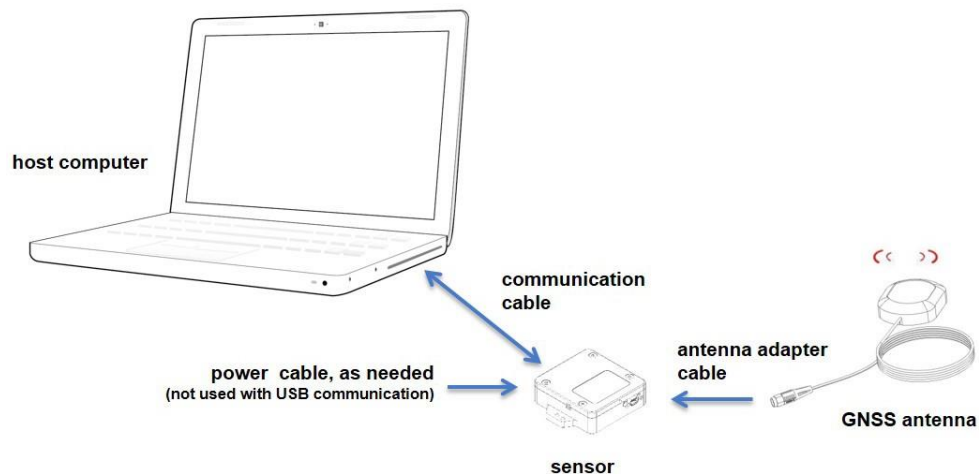 host computer
communication
cable
power cable, as needed
(not used with USB communication)
antenna adapter
cable
GNSS antenna
sensor